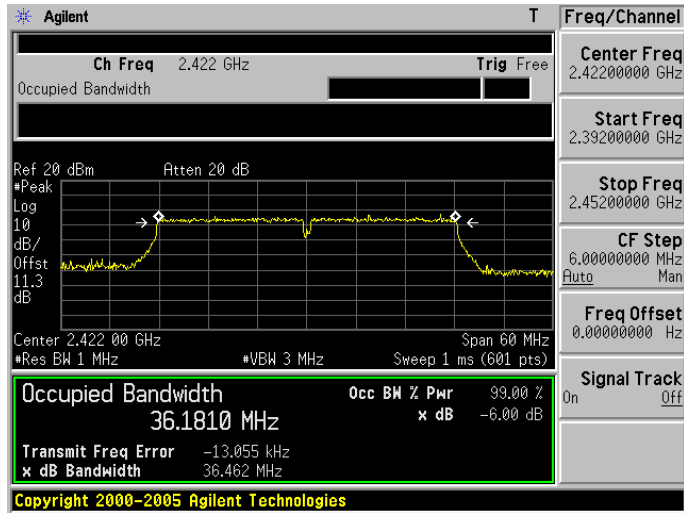 Agilent T Freq/Channel
Ch Freq 2.422 GHz Trig Free
Occupied Bandwidth
Center Freq
2.42200000 GHz
Start Freq
2.39200000 GHz
Stop Freq
2.45200000 GHz
CF Step
6.00000000 MHz
Auto Man
Freq Offset
0.00000000 Hz
Signal Track
On Off
Ref 20 dBm Atten 20 dB
#Peak
Log
10
dB/
Offst
11.3
dB
Center 2.422 00 GHz Span 60 MHz
#Res BW 1 MHz #VBW 3 MHz Sweep 1 ms (601 pts)
Occupied Bandwidth Occ BW % Pwr 99.00 %
36.1810 MHz x dB -6.00 dB
Transmit Freq Error -13.055 kHz
x dB Bandwidth 36.462 MHz
Copyright 2000-2005 Agilent Technologies